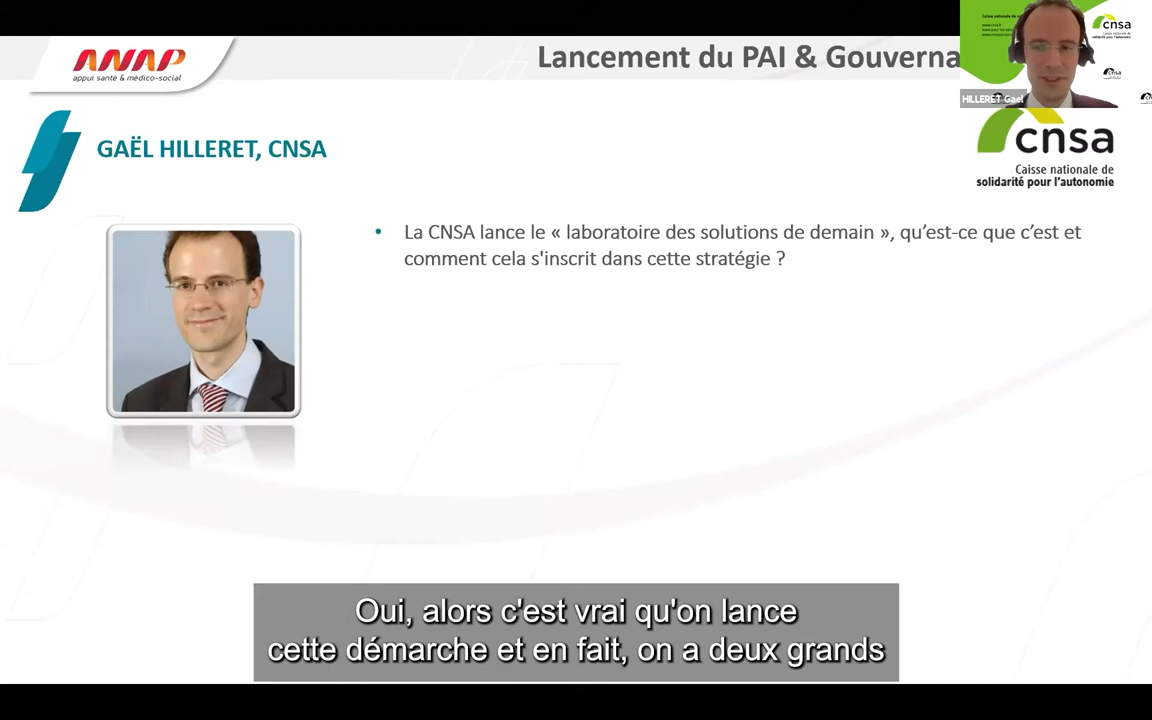 ANAP
appui santé & médico-social
Lancement du PAI & Gouverna
cnsa
HILLERET Gael
GAËL HILLERET, CNSA
cnsa
Caisse nationale de
solidarité pour l'autonomie
• La CNSA lance le « laboratoire des solutions de demain », qu'est-ce que c'est et
comment cela s'inscrit dans cette stratégie ?
Oui, alors c'est vrai qu'on lance
cette démarche et en fait, on a deux grands